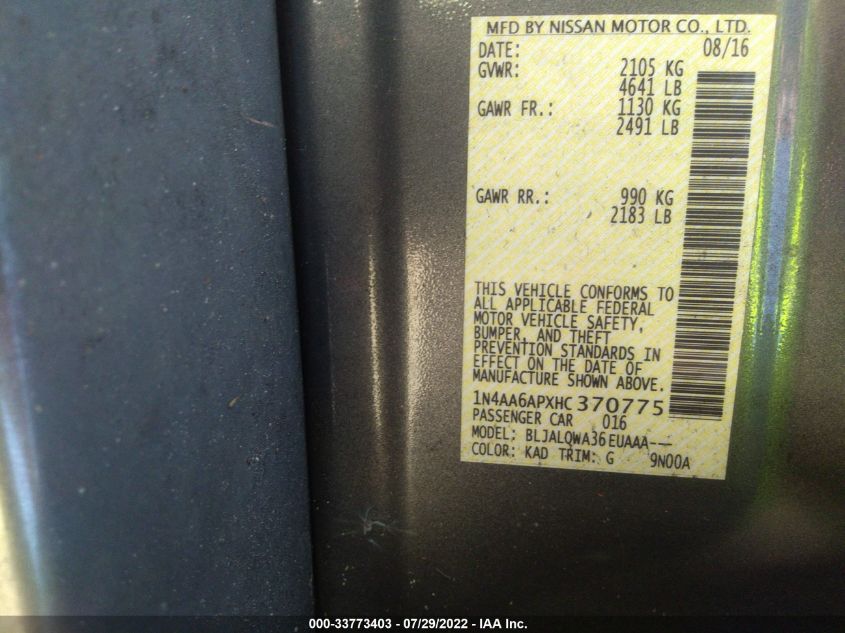 MFD BY NISSAN MOTOR CO., LTD.
DATE: 08/16
GVWR: 2105 KG
4641 LB
GAWR FR.: 1130 KG
2491 LB
GAWR RR.: 990 KG
2183 LB
THIS VEHICLE CONFORMS TO
ALL APPLICABLE FEDERAL
MOTOR VEHICLE SAFETY,
BUMPER, AND THEFT
PREVENTION STANDARDS IN
EFFECT ON THE DATE OF
MANUFACTURE SHOWN ABOVE.
1N4AA6APXHC370775
PASSENGER CAR 016
MODEL: BLJALQWA36EUAAA---
COLOR: KAD TRIM: G 9N00A
000-33773403 - 07/29/2022 - IAA Inc.